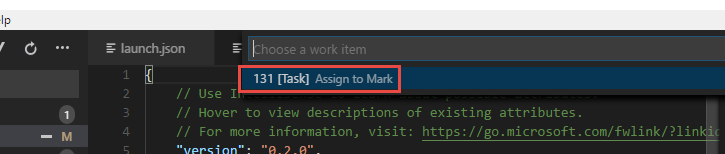 lp
launch.json
Choose a work item
131 [Task] Assign to Mark
1 {
2 // Use In
3 // Hover to view descriptions of existing attributes.
1
4 // For more information, visit: https://go.microsoft.com/fwlink/?linkid
M
5 "version": "0.2.0",